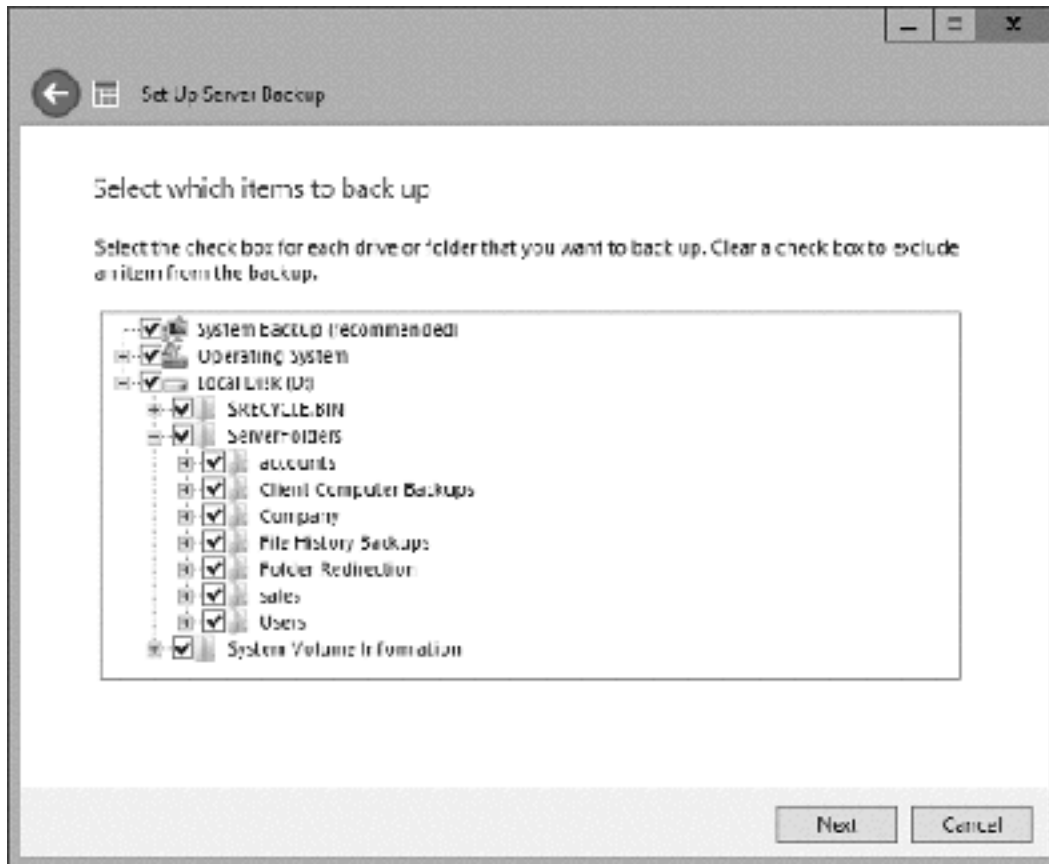 Set Up Server Backup
Select which items to back up
Select the check box for each drive or folder that you want to back up. Clear a check box to exclude
an item from the backup.
System Backup (recommended)
Operating System
Local Disk (D:)
$RECYCLE.BIN
ServerFolders
accounts
Client Computer Backups
Company
File History Backups
Folder Redirection
sales
Users
System Volume Information
Next Cancel